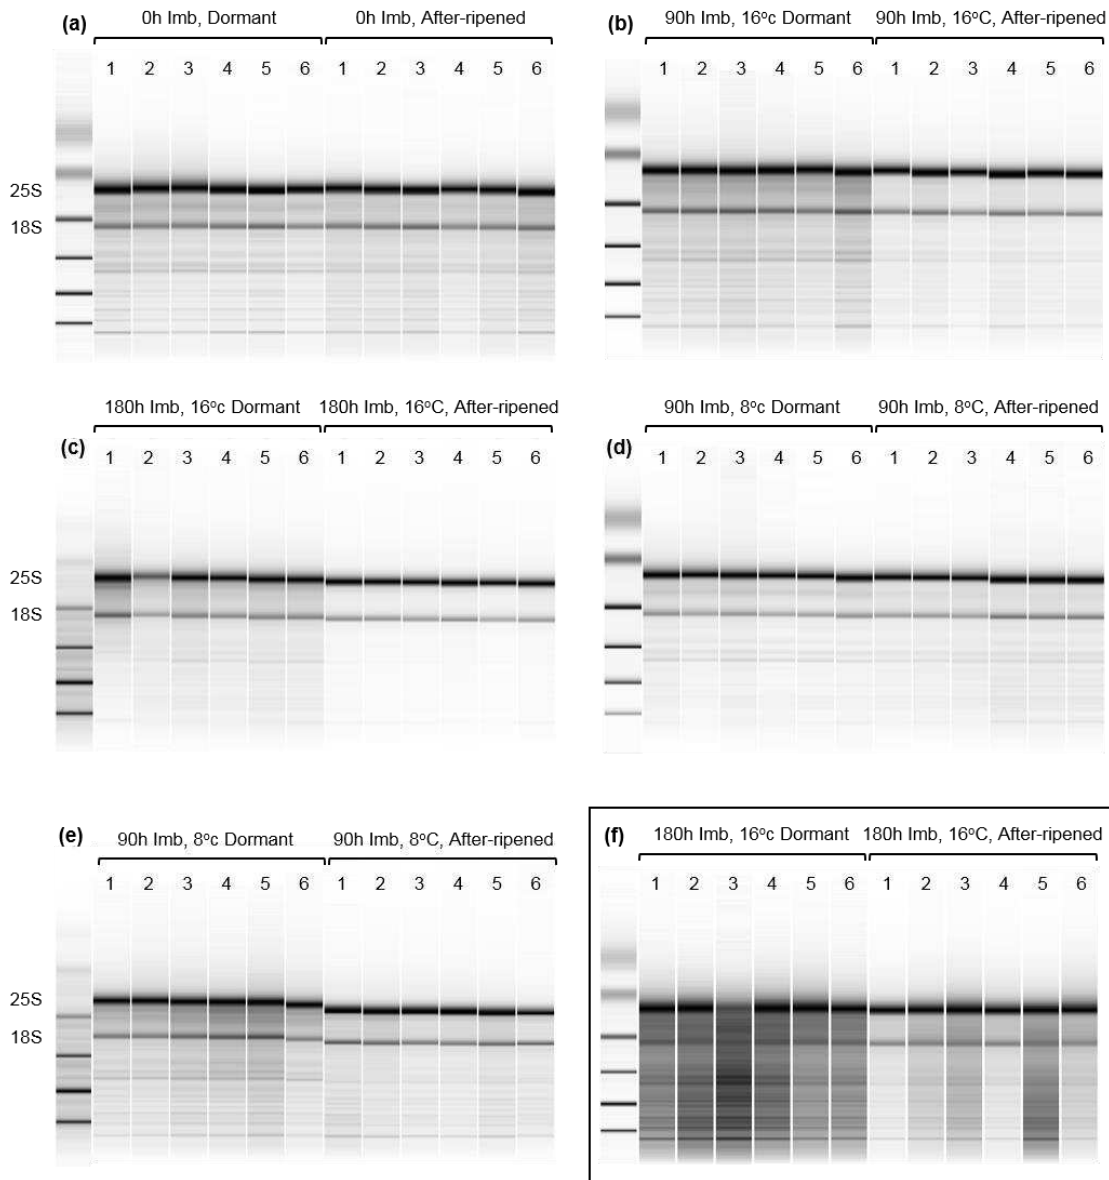 (a) 0h Imb, Dormant 0h Imb, After-ripened
1 2 3 4 5 6 1 2 3 4 5 6
25S
18S
(b) 90h Imb, 16ºc Dormant 90h Imb, 16ºC, After-ripened
1 2 3 4 5 6 1 2 3 4 5 6
180h Imb, 16ºc Dormant 180h Imb, 16ºC, After-ripened
(c) 1 2 3 4 5 6 1 2 3 4 5 6
25S
18S
90h Imb, 8ºc Dormant 90h Imb, 8ºC, After-ripened
(d) 1 2 3 4 5 6 1 2 3 4 5 6
(e) 90h Imb, 8ºc Dormant 90h Imb, 8ºC, After-ripened
1 2 3 4 5 6 1 2 3 4 5 6
25S
18S
(f) 180h Imb, 16ºc Dormant 180h Imb, 16ºC, After-ripened
1 2 3 4 5 6 1 2 3 4 5 6